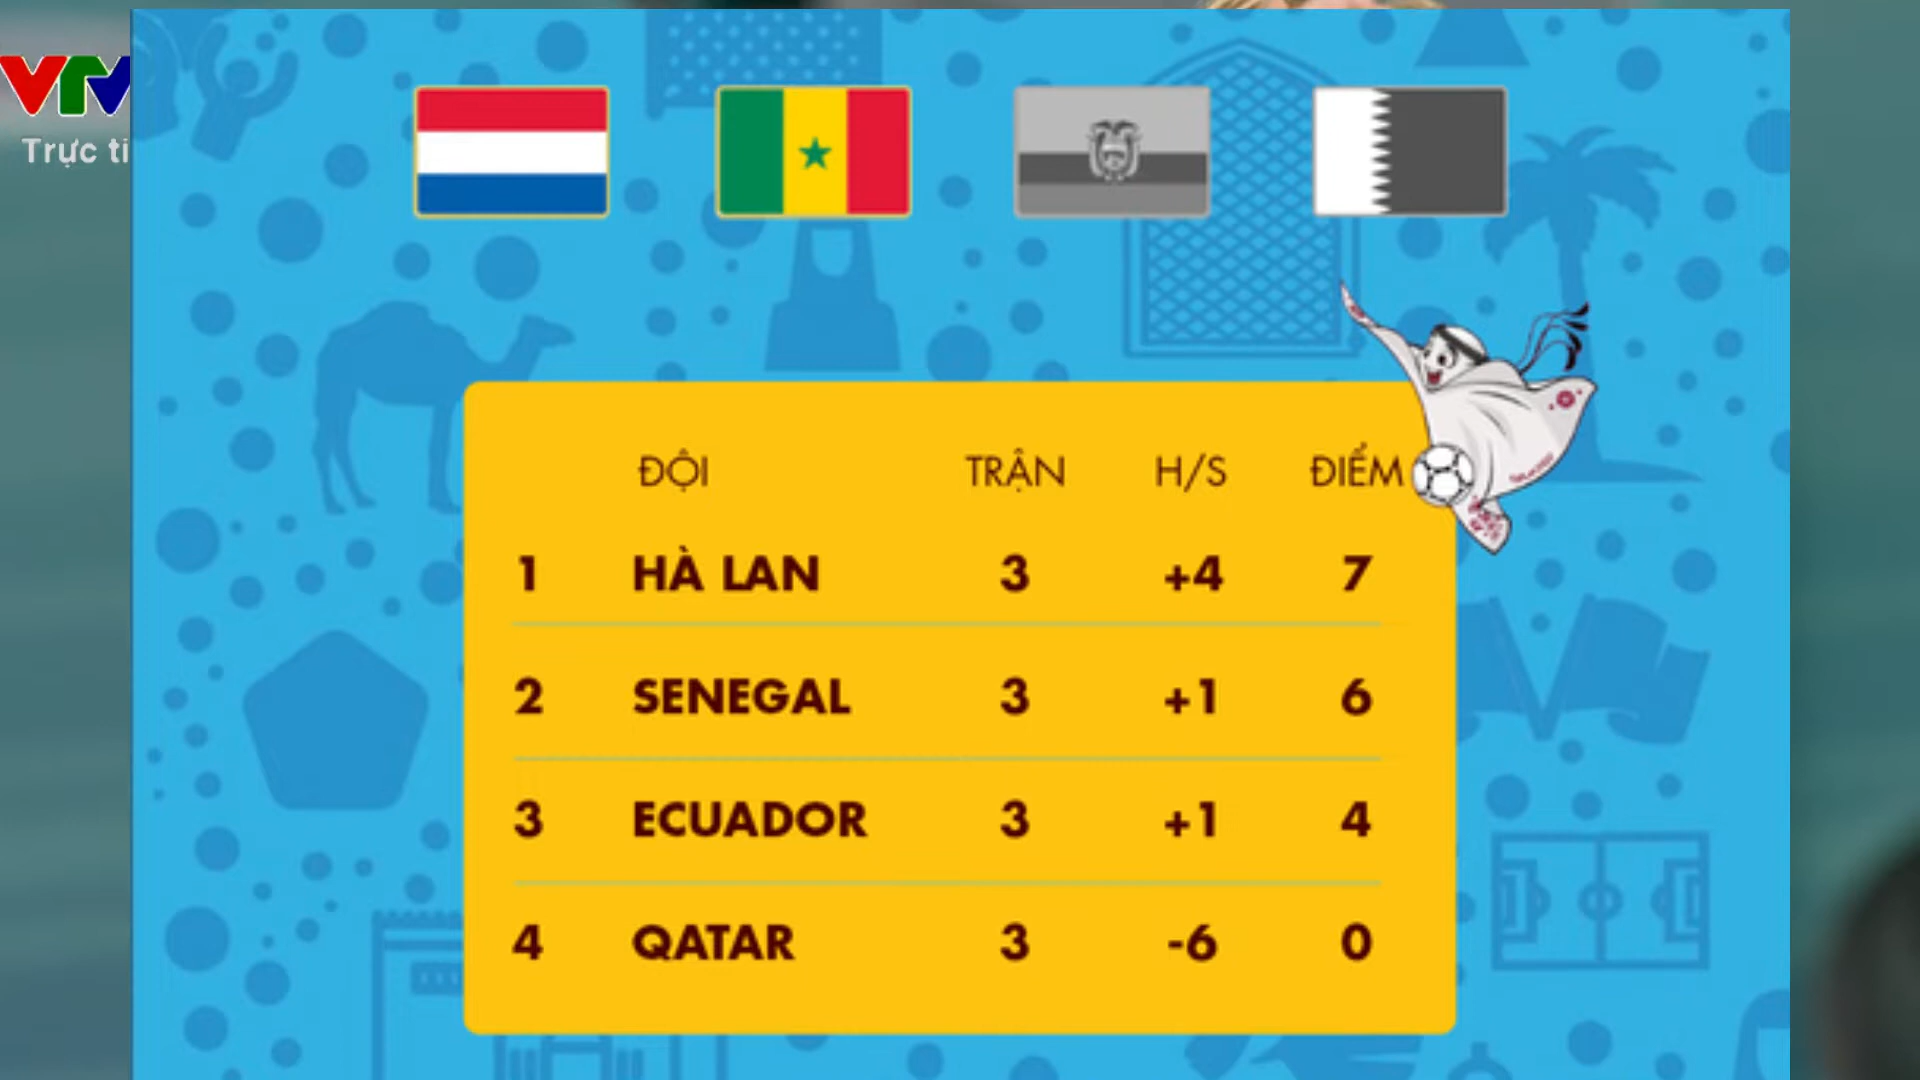 VTV
Trực ti
ĐỘI TRẬN H/S ĐIỂM
1 HÀ LAN 3 +4 7
2 SENEGAL 3 +1 6
3 ECUADOR 3 +1 4
4 QATAR 3 -6 0